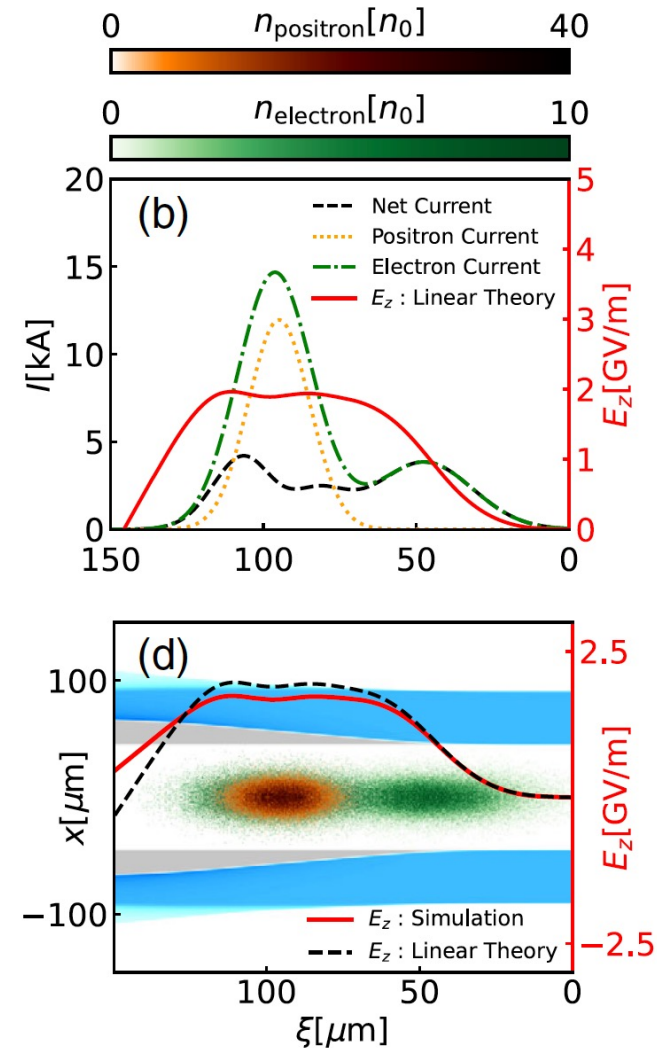 0 n_positron[n_0] 40
0 n_electron[n_0] 10
(b)
Net Current
Positron Current
Electron Current
E_z : Linear Theory
I[kA]
20
15
10
5
0
E_z[GV/m]
5
4
3
2
1
0
150 100 50 0
(d)
x[μm]
100
−100
E_z[GV/m]
2.5
−2.5
E_z : Simulation
E_z : Linear Theory
100 50 0
ξ[μm]